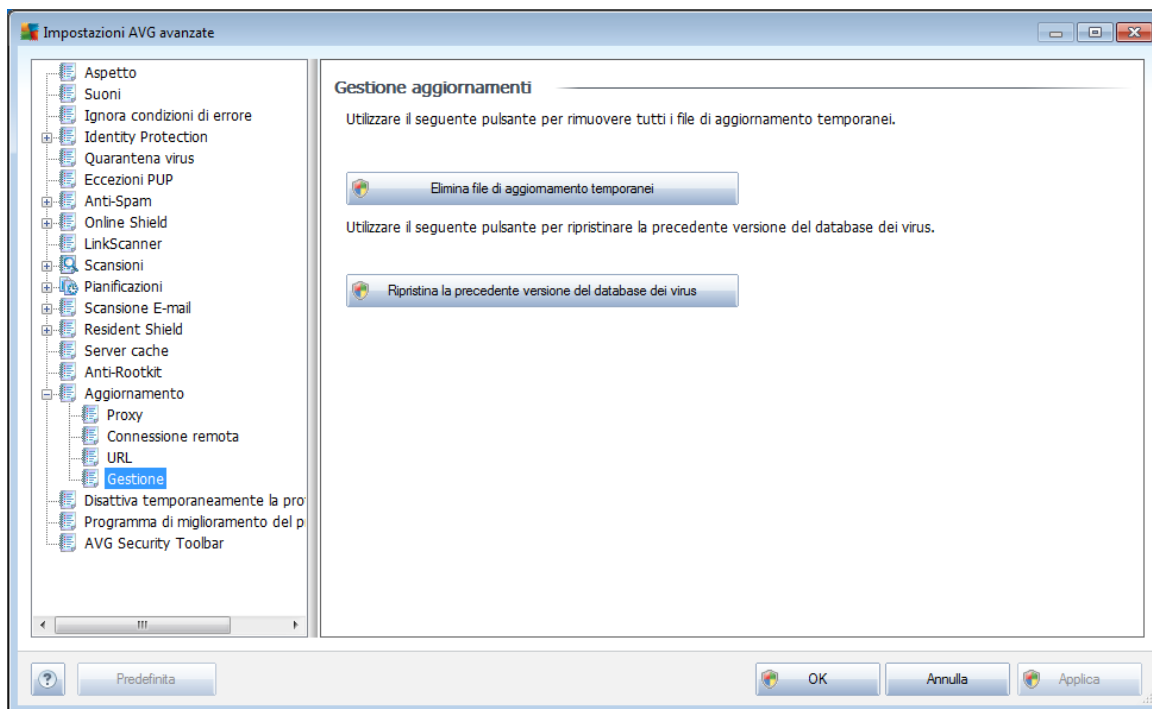 Impostazioni AVG avanzate
Aspetto
Suoni
Ignora condizioni di errore
Identity Protection
Quarantena virus
Eccezioni PUP
Anti-Spam
Online Shield
LinkScanner
Scansioni
Pianificazioni
Scansione E-mail
Resident Shield
Server cache
Anti-Rootkit
Aggiornamento
Proxy
Connessione remota
URL
Gestione
Disattiva temporaneamente la pro
Programma di miglioramento del p
AVG Security Toolbar
Gestione aggiornamenti
Utilizzare il seguente pulsante per rimuovere tutti i file di aggiornamento temporanei.
Elimina file di aggiornamento temporanei
Utilizzare il seguente pulsante per ripristinare la precedente versione del database dei virus.
Ripristina la precedente versione del database dei virus
?
Predefinita
OK
Annulla
Applica